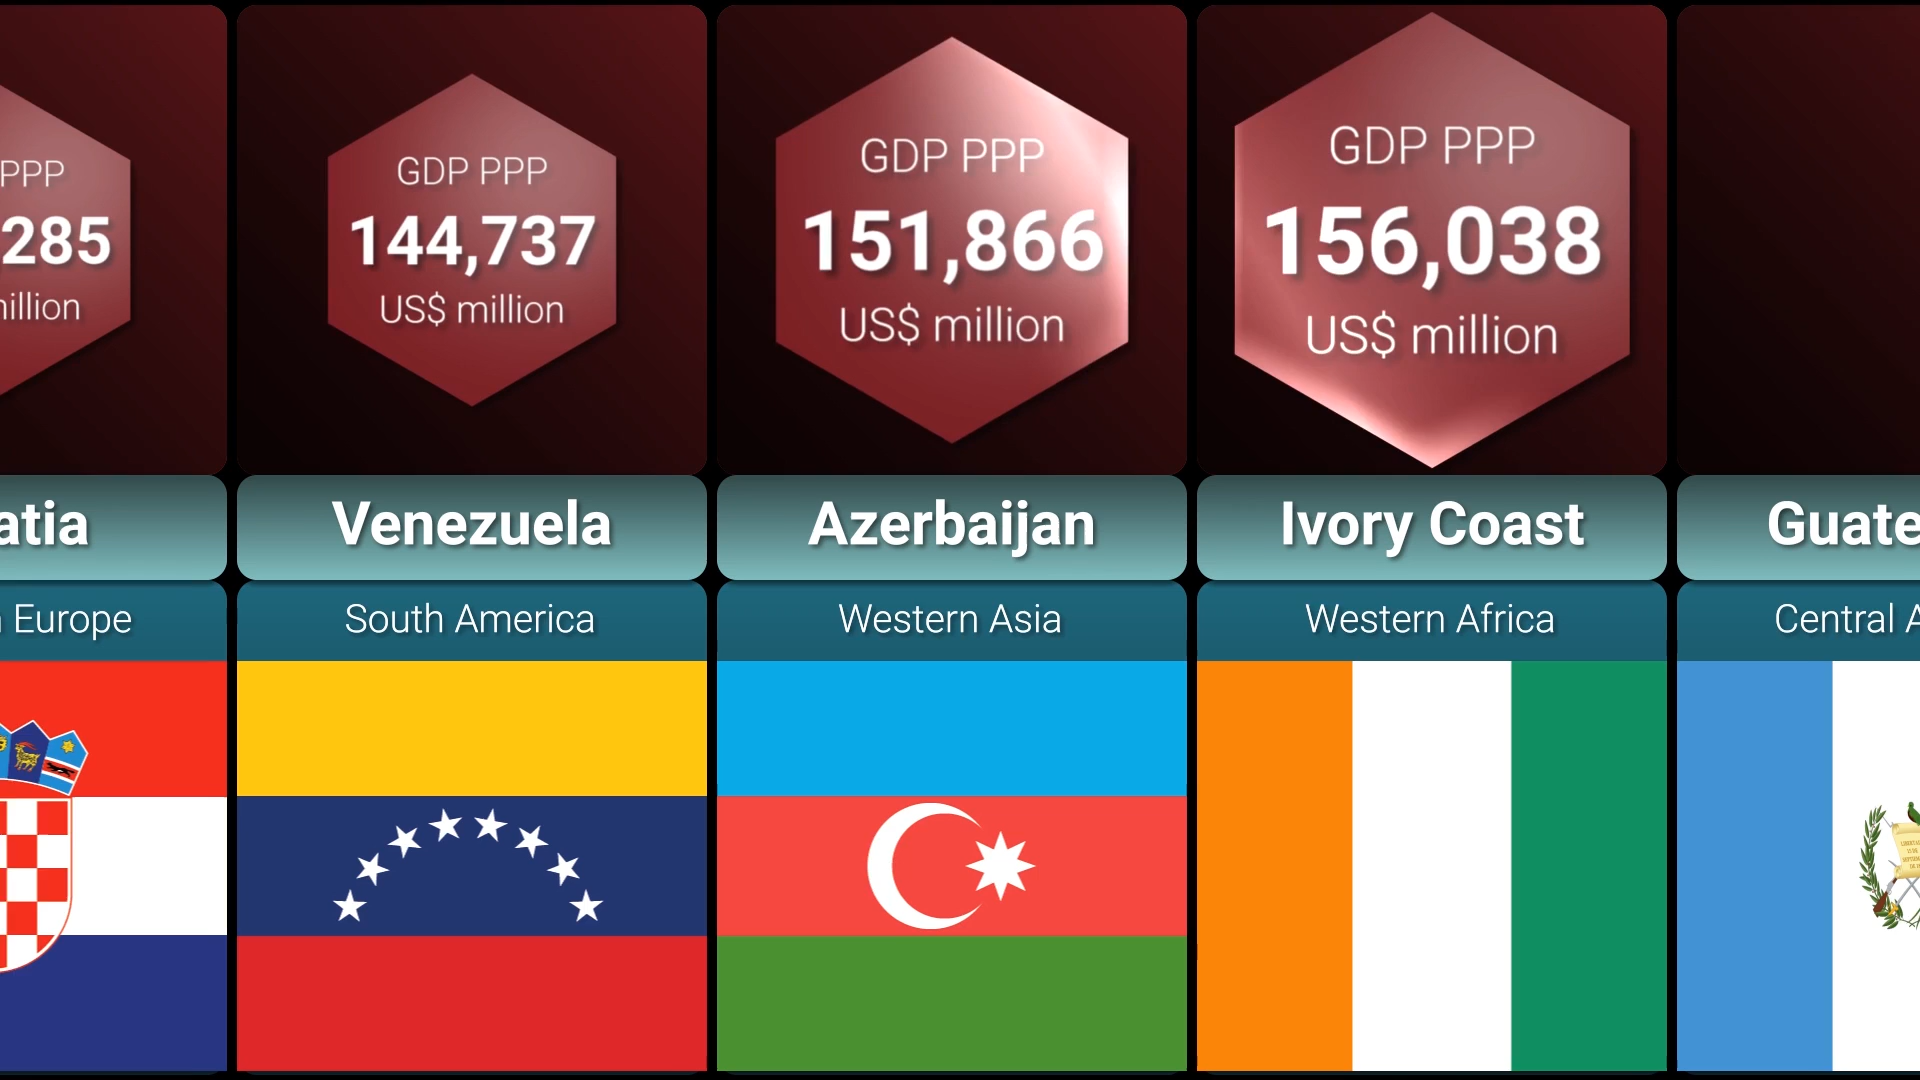 PPP
,285
million
atia
Europe
GDP PPP
144,737
US$ million
Venezuela
South America
GDP PPP
151,866
US$ million
Azerbaijan
Western Asia
GDP PPP
156,038
US$ million
Ivory Coast
Western Africa
Guate
Central A